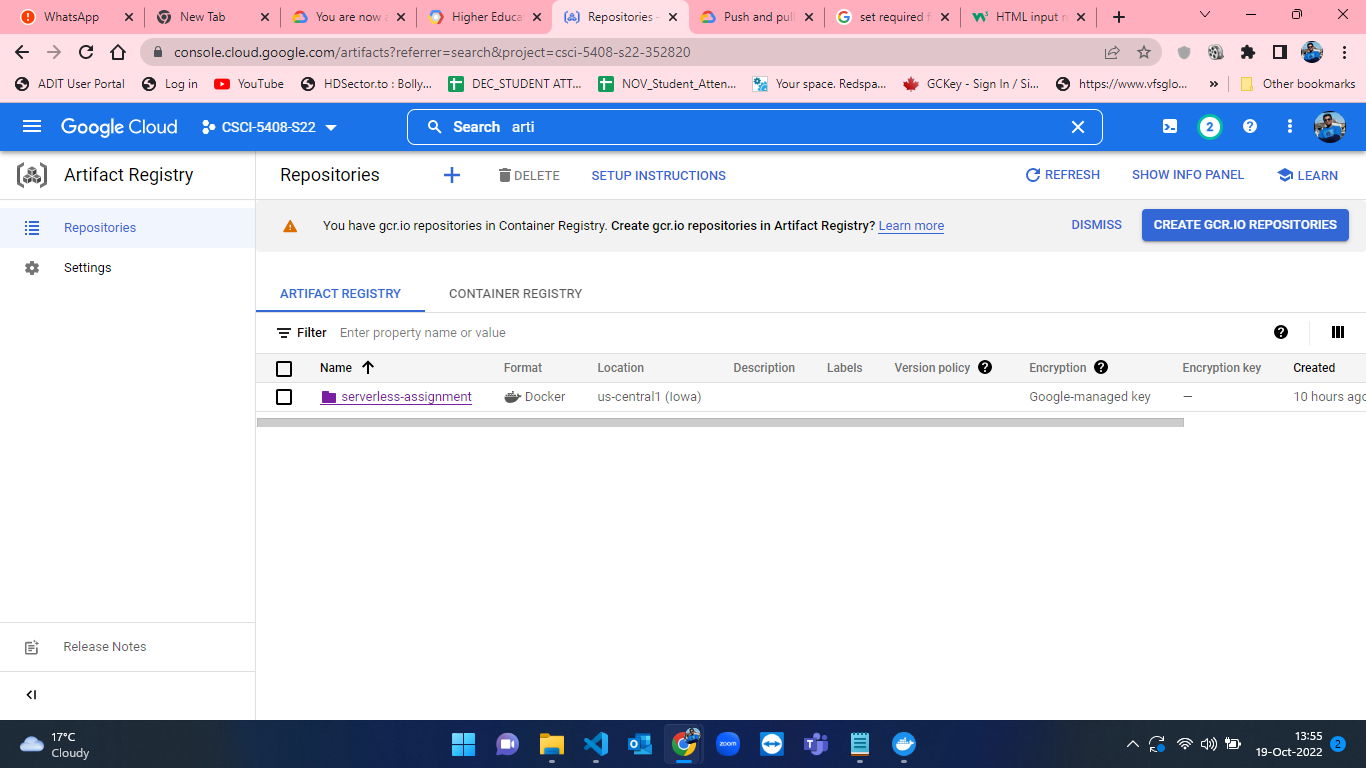 WhatsApp
New Tab
You are now a
Higher Educa
Repositories -
Push and pull
set required f
HTML input re
console.cloud.google.com/artifacts?referrer=search&project=csci-5408-s22-352820
ADIT User Portal
Log in
YouTube
HDSector.to : Bolly...
DEC_STUDENT ATT...
NOV_Student_Atten...
Your space. Redspa...
GCKey - Sign In / Si...
https://www.vfsglo...
»
Other bookmarks
Google Cloud
CSCI-5408-S22
Search arti
2
Artifact Registry
Repositories
DELETE
SETUP INSTRUCTIONS
REFRESH
SHOW INFO PANEL
LEARN
Repositories
Settings
You have gcr.io repositories in Container Registry. Create gcr.io repositories in Artifact Registry? Learn more
DISMISS
CREATE GCR.IO REPOSITORIES
ARTIFACT REGISTRY
CONTAINER REGISTRY
Filter Enter property name or value
Name Format Location Description Labels Version policy Encryption Encryption key Created
serverless-assignment Docker us-central1 (Iowa) Google-managed key — 10 hours ago
Release Notes
17°C
Cloudy
zoom
13:55
19-Oct-2022
2